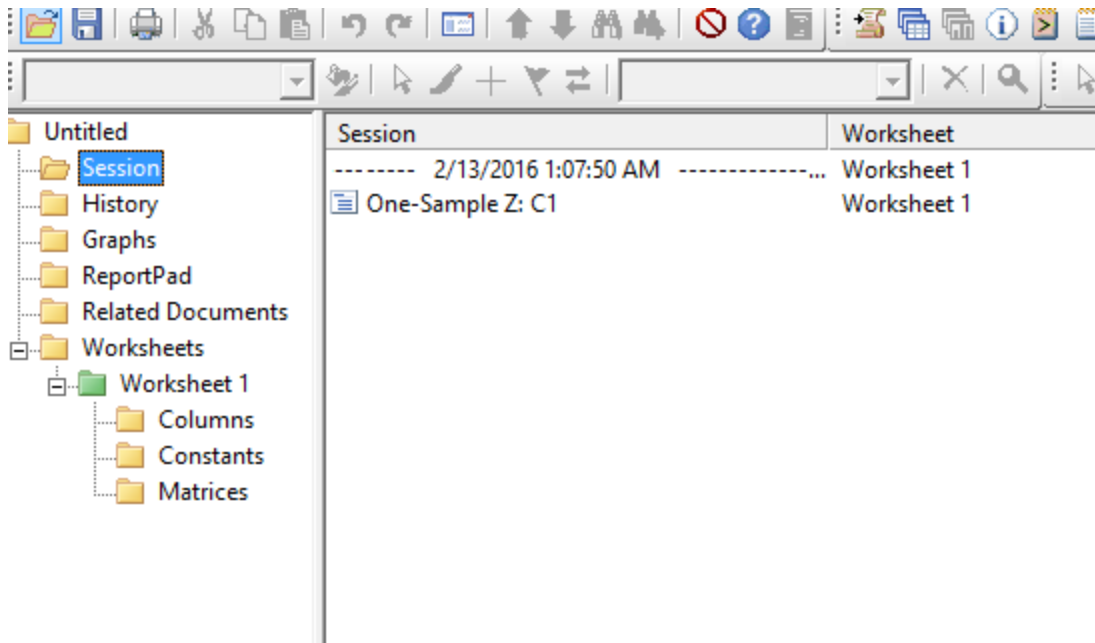 Untitled
Session
History
Graphs
ReportPad
Related Documents
Worksheets
Worksheet 1
Columns
Constants
Matrices
Session Worksheet
-------- 2/13/2016 1:07:50 AM -------------... Worksheet 1
One-Sample Z: C1 Worksheet 1